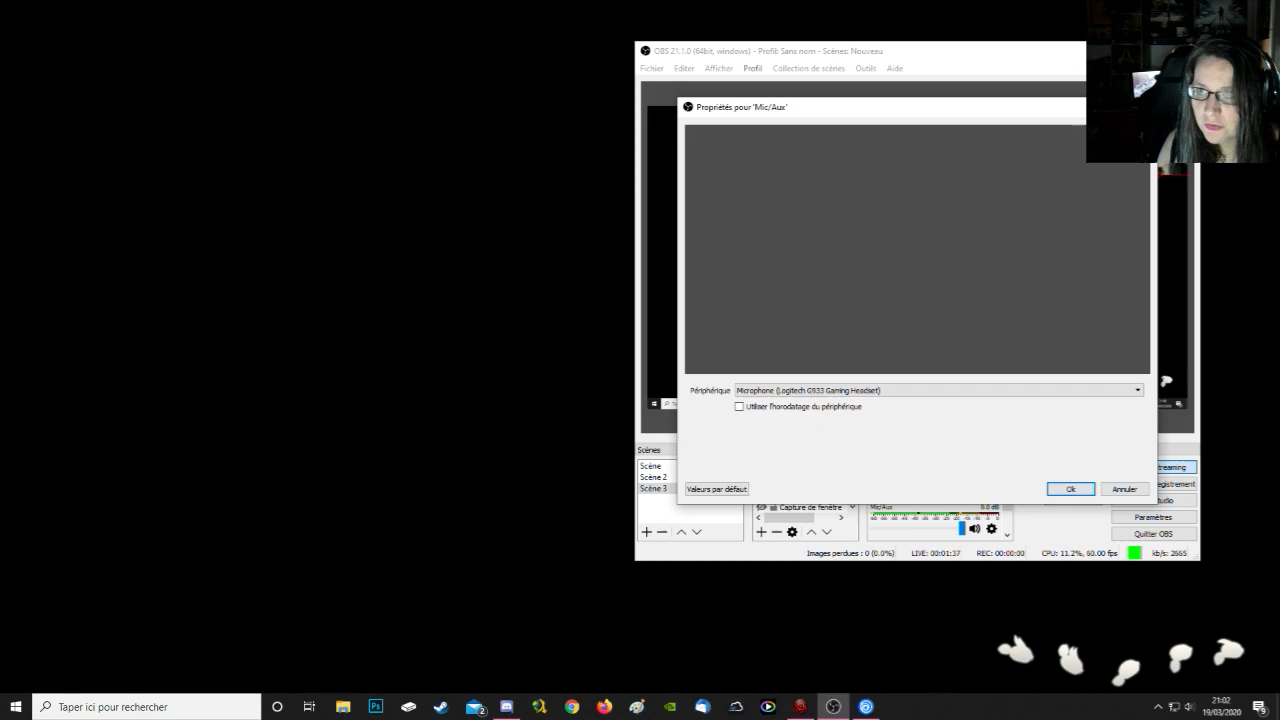 OBS 21.1.0 (64bit, windows) - Profil: Sans nom - Scènes: Nouveau
Fichier Editer Afficher Profil Collection de scènes Outils Aide
Propriétés pour 'Mic/Aux'
Périphérique Microphone (Logitech G933 Gaming Headset)
Utiliser l'horodatage du périphérique
Scènes
Scène
Scène 2
Scène 3
Valeurs par défaut Ok Annuler
treaming
egistrement
tudio
Paramètres
Quitter OBS
Capture de fenêtre
Mic/Aux 0.0 dB
Images perdues : 0 (0.0%) LIVE: 00:01:37 REC: 00:00:00 CPU: 11.2%, 60.00 fps kb/s: 2665
Taper ici pour rechercher
21:02
19/03/2020